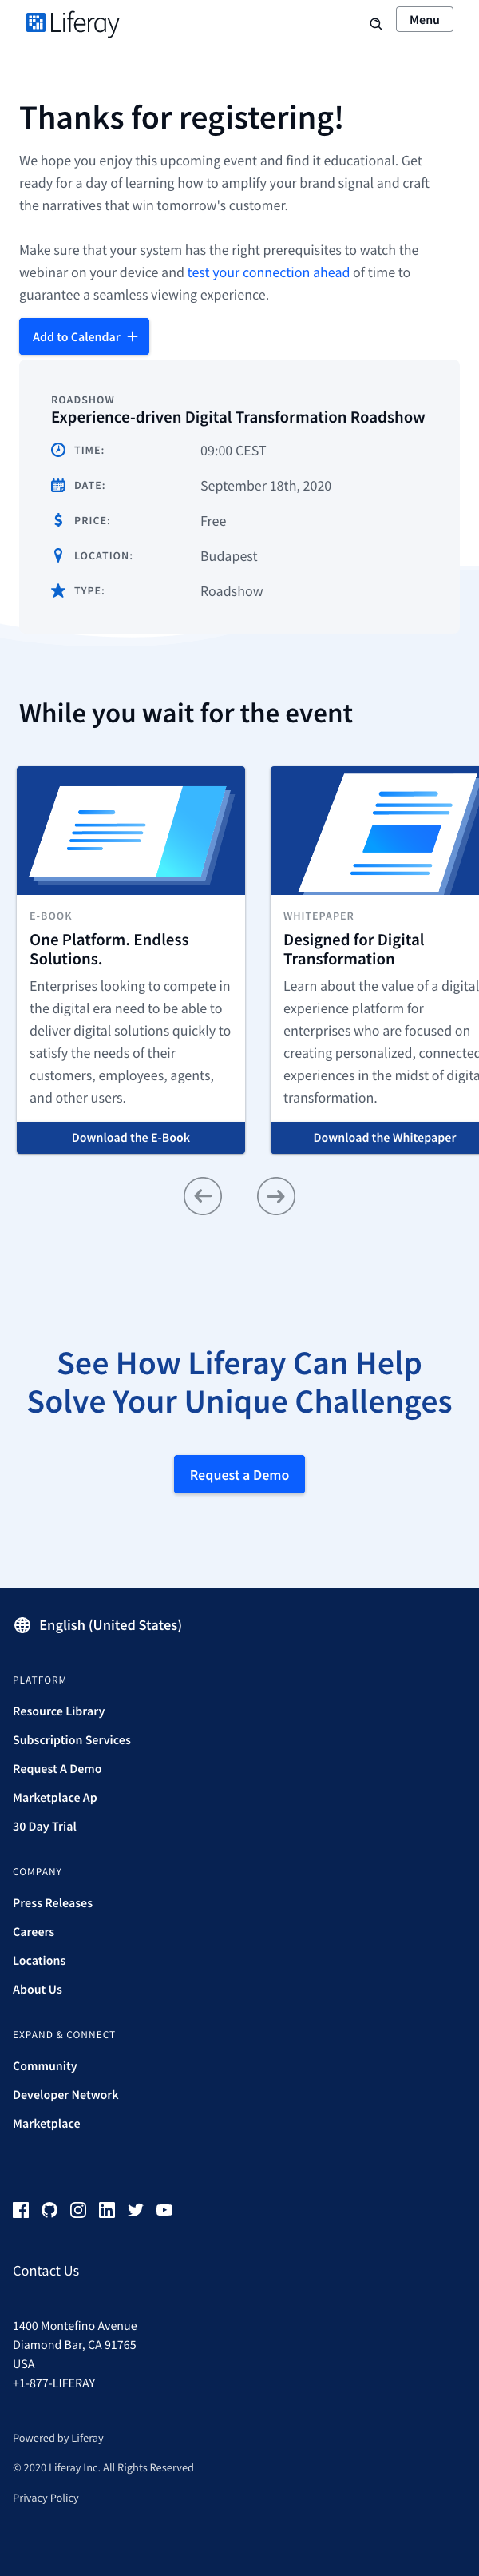 Liferay
Menu
Thanks for registering!
We hope you enjoy this upcoming event and find it educational. Get
ready for a day of learning how to amplify your brand signal and craft
the narratives that win tomorrow's customer.
Make sure that your system has the right prerequisites to watch the
webinar on your device and test your connection ahead of time to
guarantee a seamless viewing experience.
Add to Calendar +
ROADSHOW
Experience-driven Digital Transformation Roadshow
TIME: 09:00 CEST
DATE: September 18th, 2020
PRICE: Free
LOCATION: Budapest
TYPE: Roadshow
While you wait for the event
E-BOOK
One Platform. Endless
Solutions.
Enterprises looking to compete in
the digital era need to be able to
deliver digital solutions quickly to
satisfy the needs of their
customers, employees, agents,
and other users.
Download the E-Book
WHITEPAPER
Designed for Digital
Transformation
Learn about the value of a digital
experience platform for
enterprises who are focused on
creating personalized, connected
experiences in the midst of digita
transformation.
Download the Whitepaper
See How Liferay Can Help
Solve Your Unique Challenges
Request a Demo
English (United States)
PLATFORM
Resource Library
Subscription Services
Request A Demo
Marketplace Ap
30 Day Trial
COMPANY
Press Releases
Careers
Locations
About Us
EXPAND & CONNECT
Community
Developer Network
Marketplace
Contact Us
1400 Montefino Avenue
Diamond Bar, CA 91765
USA
+1-877-LIFERAY
Powered by Liferay
© 2020 Liferay Inc. All Rights Reserved
Privacy Policy